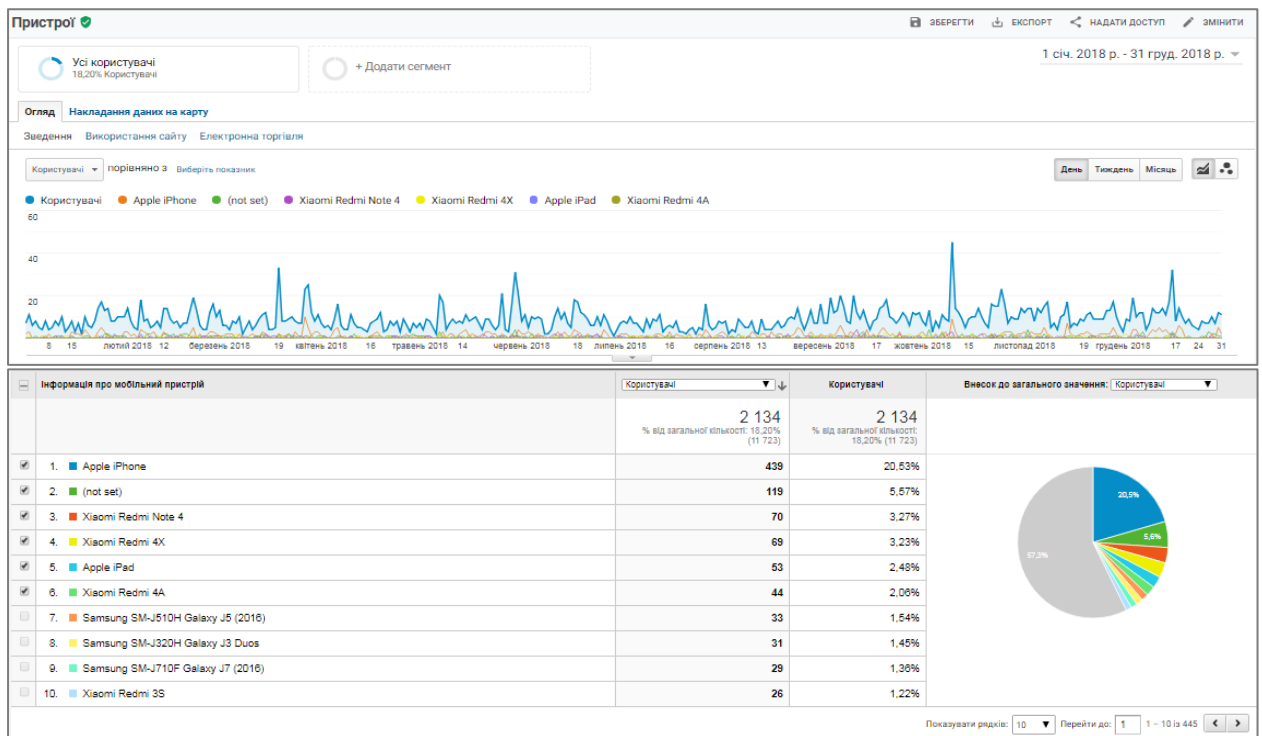 Пристрої
ЗБЕРЕГТИ ЕКСПОРТ НАДАТИ ДОСТУП ЗМІНИТИ
Усі користувачі
18,20% Користувачі
+ Додати сегмент
1 січ. 2018 р. - 31 груд. 2018 р.
Огляд Накладання даних на карту
Зведення Використання сайту Електронна торгівля
Користувачі порівняно з Виберіть показник
День Тиждень Місяць
Користувачі Apple iPhone (not set) Xiaomi Redmi Note 4 Xiaomi Redmi 4X Apple iPad Xiaomi Redmi 4A
60
40
20
8 15 лютий 2018 12 березень 2018 19 квітень 2018 16 травень 2018 14 червень 2018 18 липень 2018 16 серпень 2018 13 вересень 2018 17 жовтень 2018 15 листопад 2018 19 грудень 2018 17 24 31
Інформація про мобільний пристрій Користувачі Користувачі Внесок до загального значення: Користувачі
2 134
% від загальної кількості: 18,20%
(11 723)
2 134
% від загальної кількості:
18,20% (11 723)
1. Apple iPhone 439 20,53%
2. (not set) 119 5,57%
3. Xiaomi Redmi Note 4 70 3,27%
4. Xiaomi Redmi 4X 69 3,23%
5. Apple iPad 53 2,48%
6. Xiaomi Redmi 4A 44 2,06%
7. Samsung SM-J510H Galaxy J5 (2016) 33 1,54%
8. Samsung SM-J320H Galaxy J3 Duos 31 1,45%
9. Samsung SM-J710F Galaxy J7 (2016) 29 1,36%
10. Xiaomi Redmi 3S 26 1,22%
20,5%
5,6%
57,3%
Показувати рядків: 10 Перейти до: 1 1 – 10 із 445